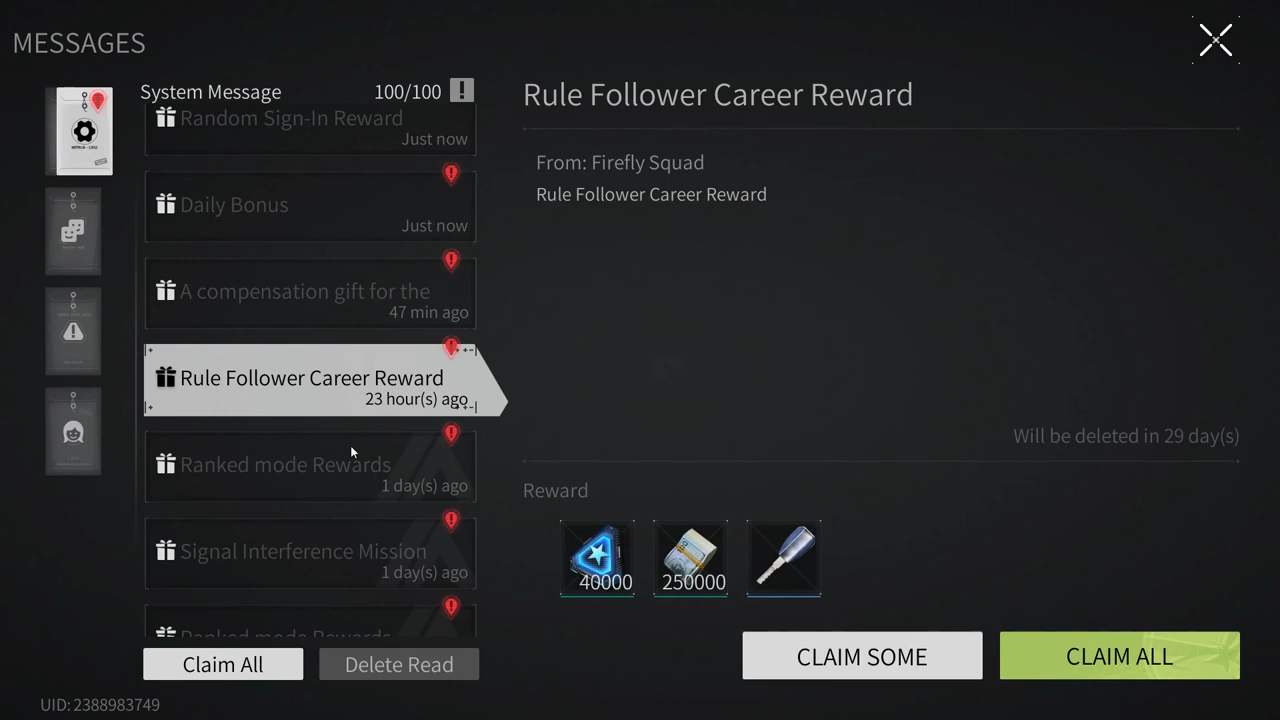 MESSAGES
System Message 100/100
Random Sign-In Reward
Just now
Daily Bonus
Just now
A compensation gift for the
47 min ago
Rule Follower Career Reward
23 hour(s) ago
Ranked mode Rewards
1 day(s) ago
Signal Interference Mission
1 day(s) ago
Ranked mode Rewards
Claim All
Delete Read
UID: 2388983749
Rule Follower Career Reward
From: Firefly Squad
Rule Follower Career Reward
Will be deleted in 29 day(s)
Reward
40000
250000
CLAIM SOME
CLAIM ALL